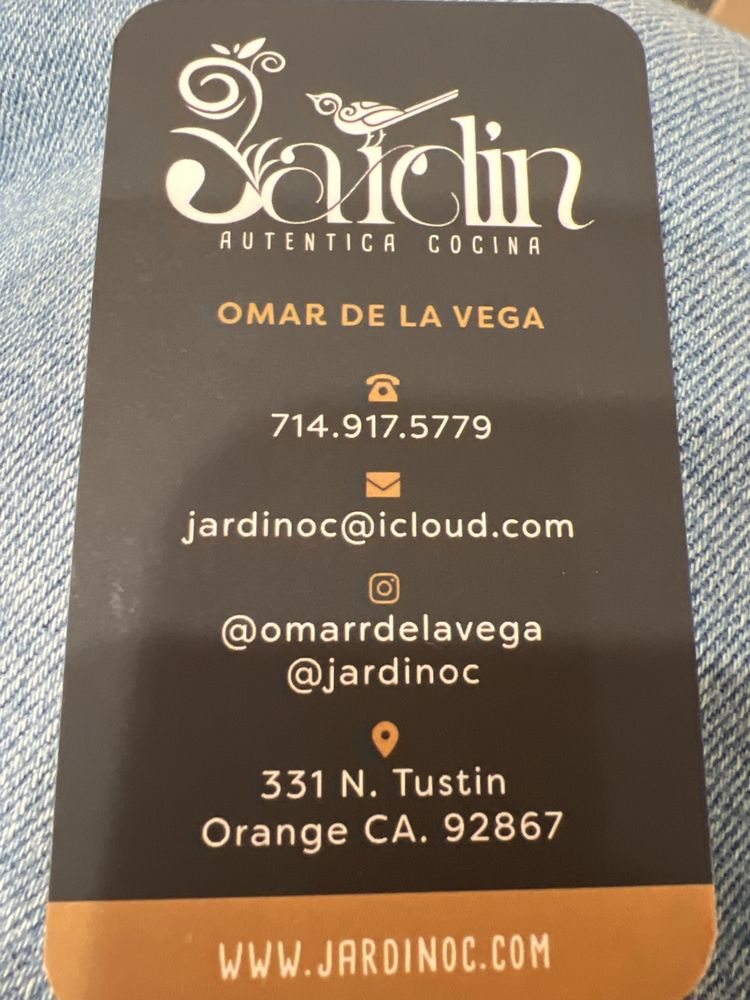 Jardin
AUTENTICA COCINA
OMAR DE LA VEGA
714.917.5779
jardinoc@icloud.com
@omarrdelavega
@jardinoc
331 N. Tustin
Orange CA. 92867
WWW.JARDINOC.COM